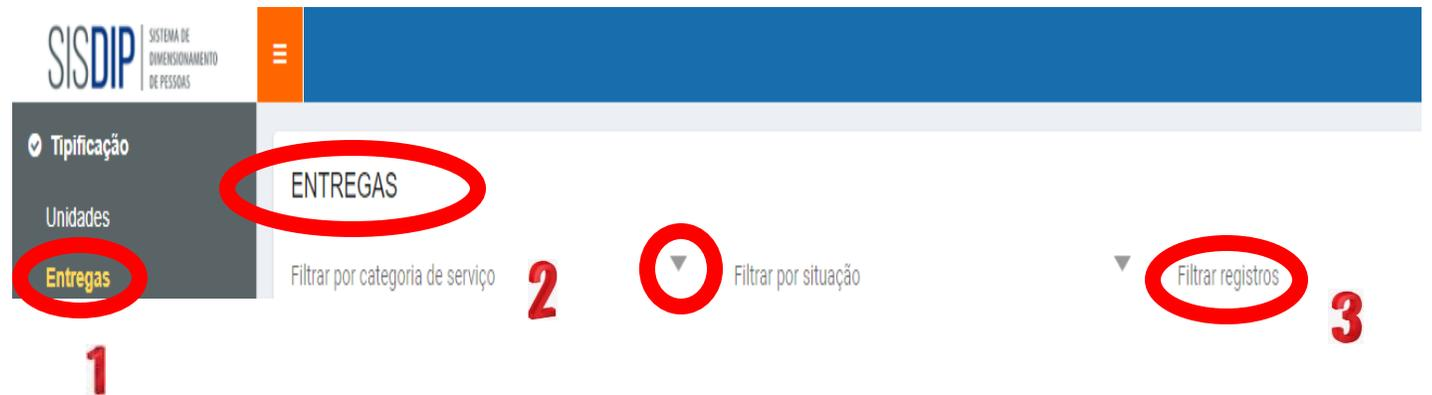 SISDIP
SISTEMA DE
DIMENSIONAMENTO
DE PESSOAS
Tipificação
ENTREGAS
Unidades
Entregas
Filtrar por categoria de serviço
2
Filtrar por situação
Filtrar registros
3
1